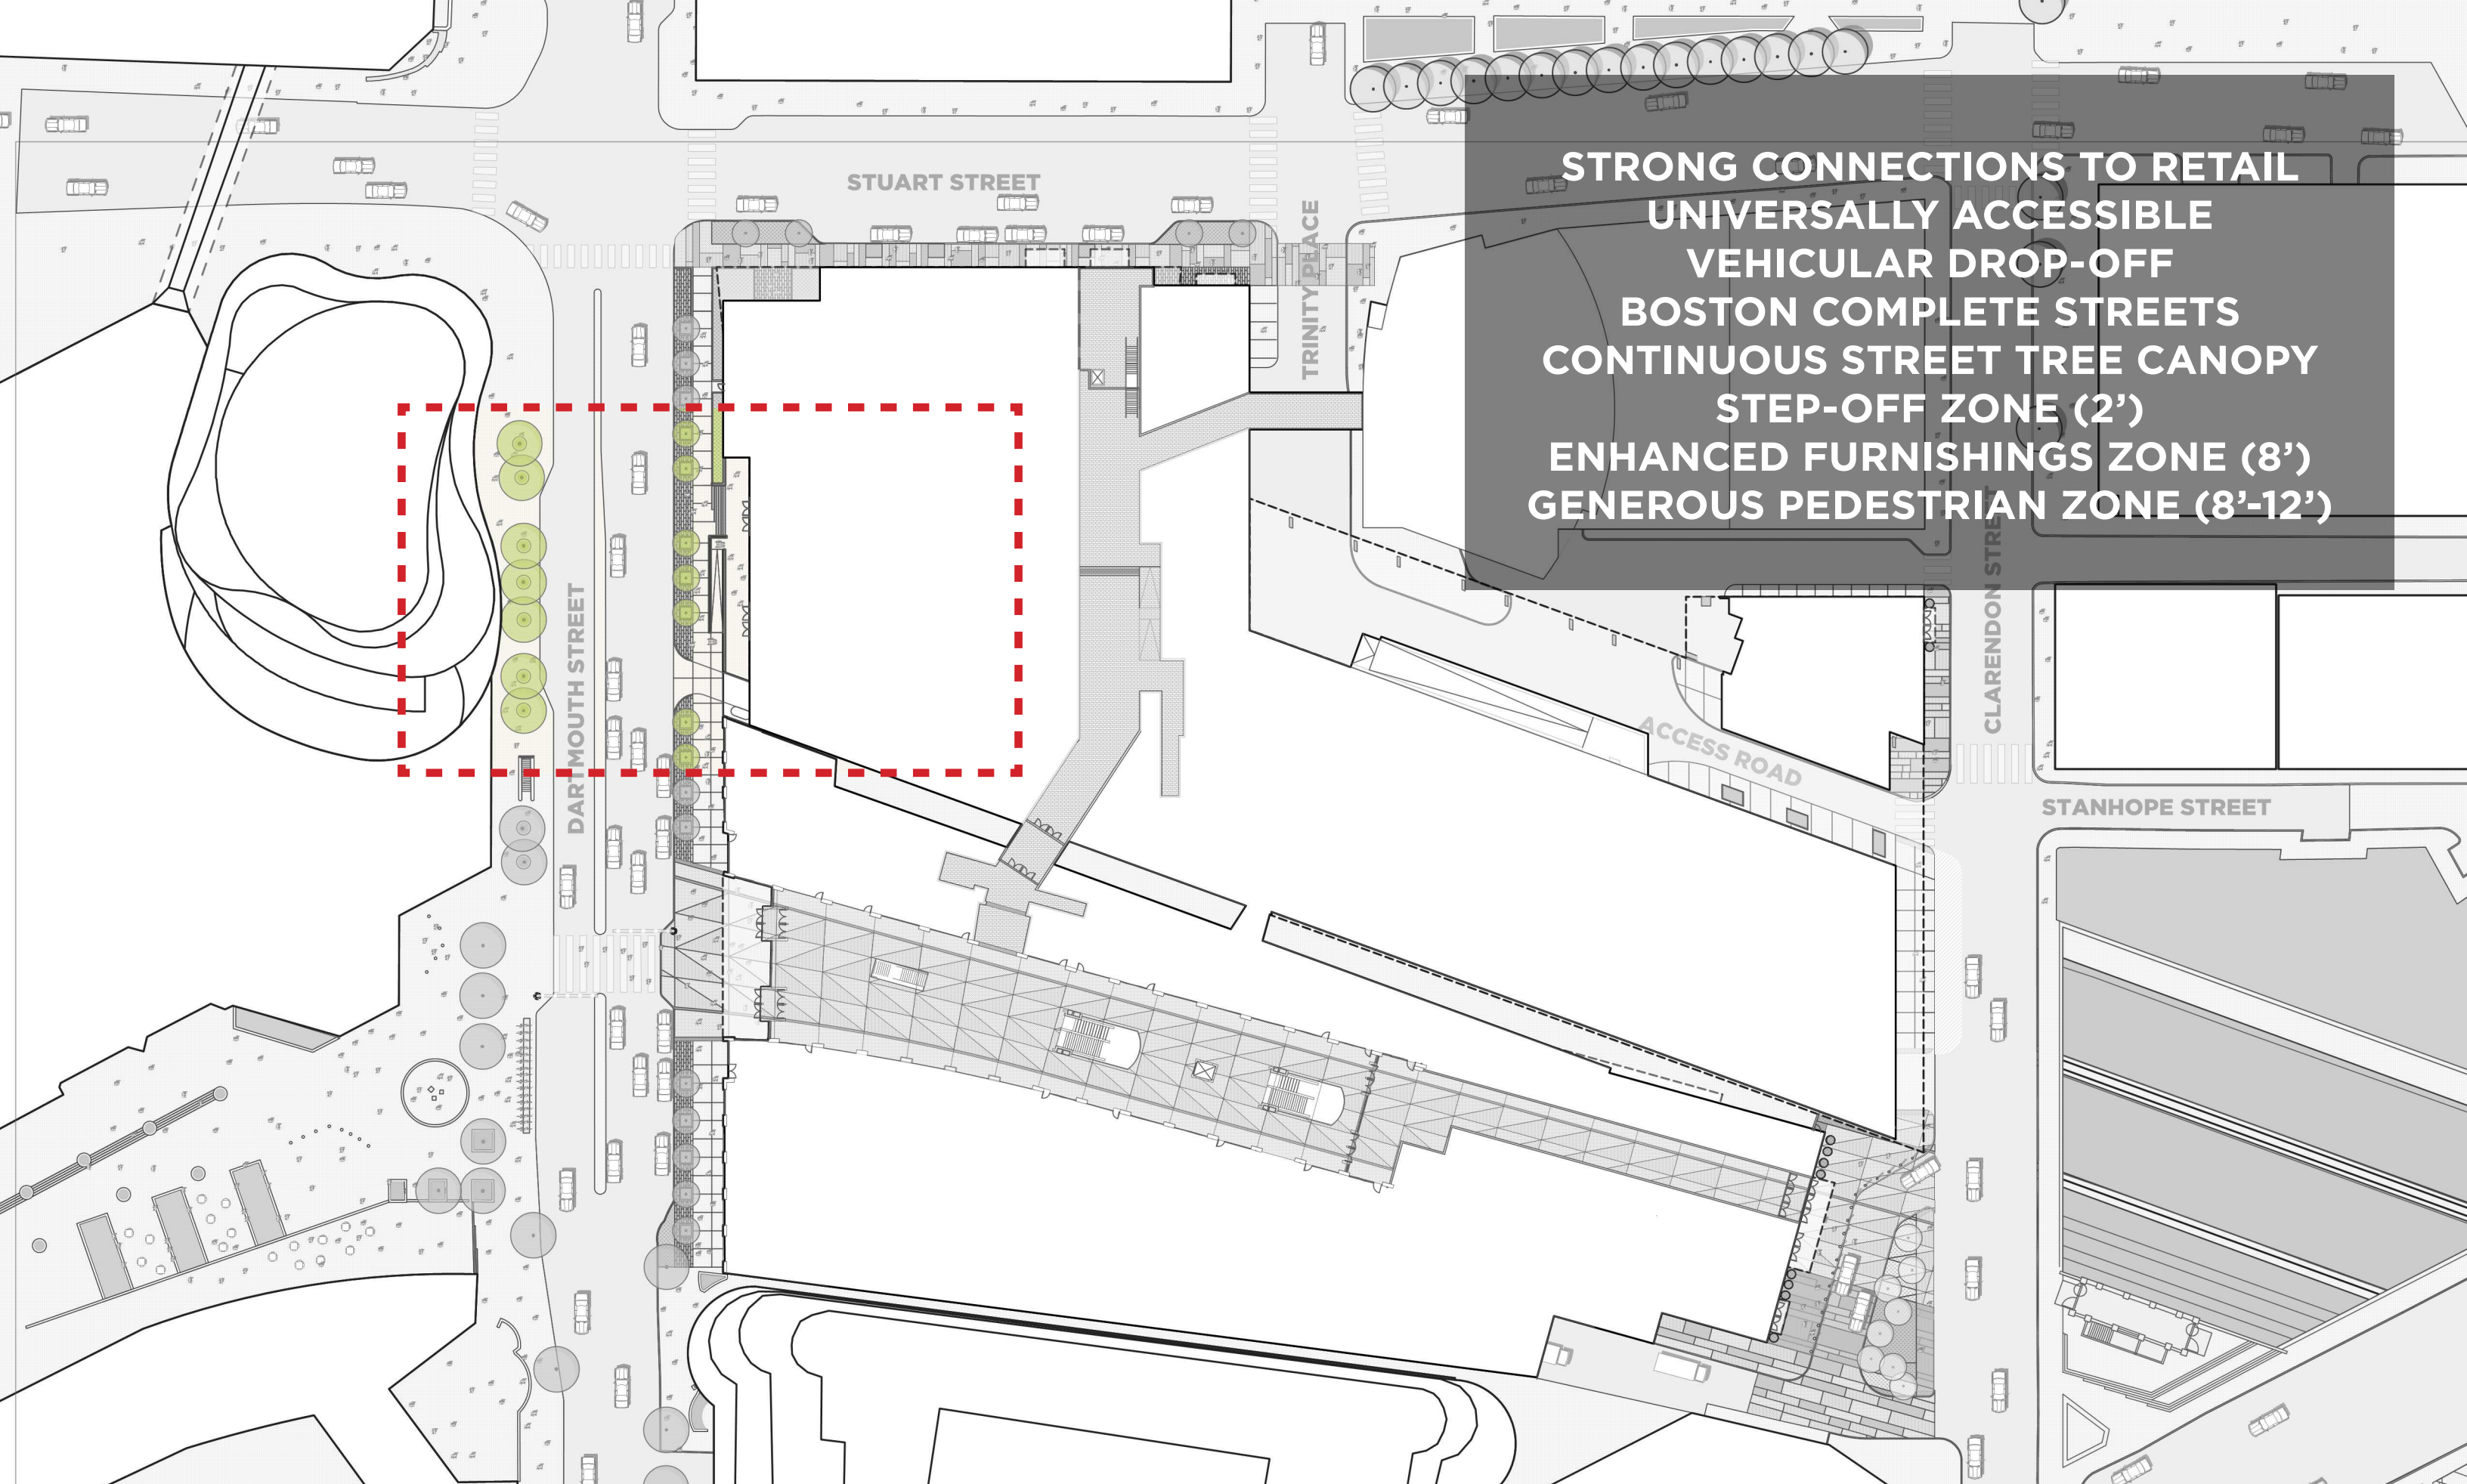 STUART STREET
TRINITY PLACE
STRONG CONNECTIONS TO RETAIL
UNIVERSALLY ACCESSIBLE
VEHICULAR DROP-OFF
BOSTON COMPLETE STREETS
CONTINUOUS STREET TREE CANOPY
STEP-OFF ZONE (2’)
ENHANCED FURNISHINGS ZONE (8’)
GENEROUS PEDESTRIAN ZONE (8’-12’)
DARTMOUTH STREET
CLARENDON STREET
ACCESS ROAD
STANHOPE STREET